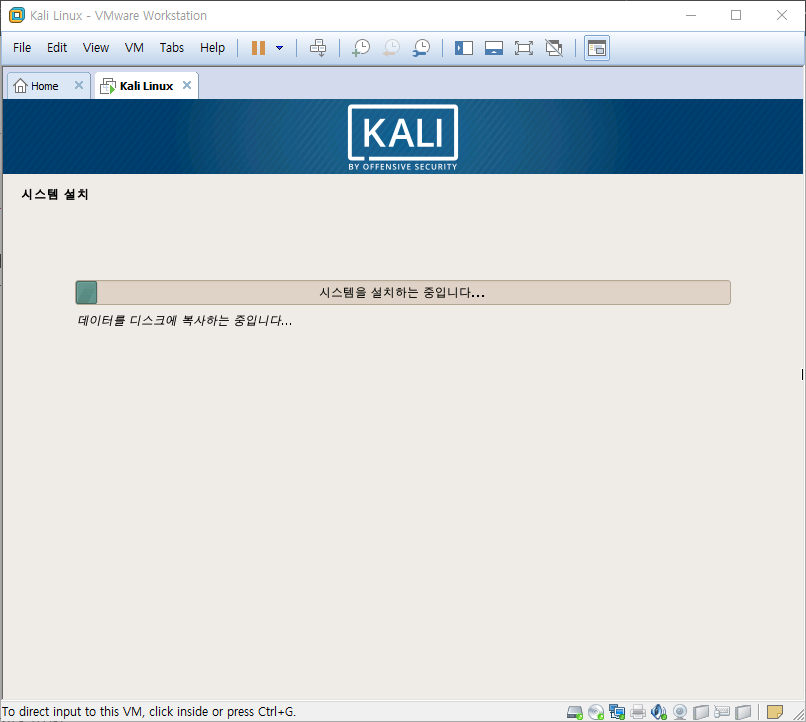 Kali Linux - VMware Workstation
File Edit View VM Tabs Help
Home Kali Linux
KALI
BY OFFENSIVE SECURITY
시스템 설치
시스템을 설치하는 중입니다...
데이터를 디스크에 복사하는 중입니다...
To direct input to this VM, click inside or press Ctrl+G.